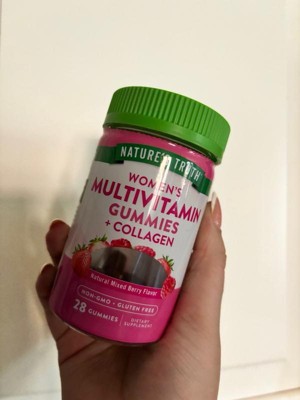 NATURE'S TRUTH
WOMEN'S
MULTIVITAMIN
GUMMIES
+ COLLAGEN
Natural Mixed Berry Flavor
NON-GMO • GLUTEN FREE
28 GUMMIES
DIETARY
SUPPLEMENT